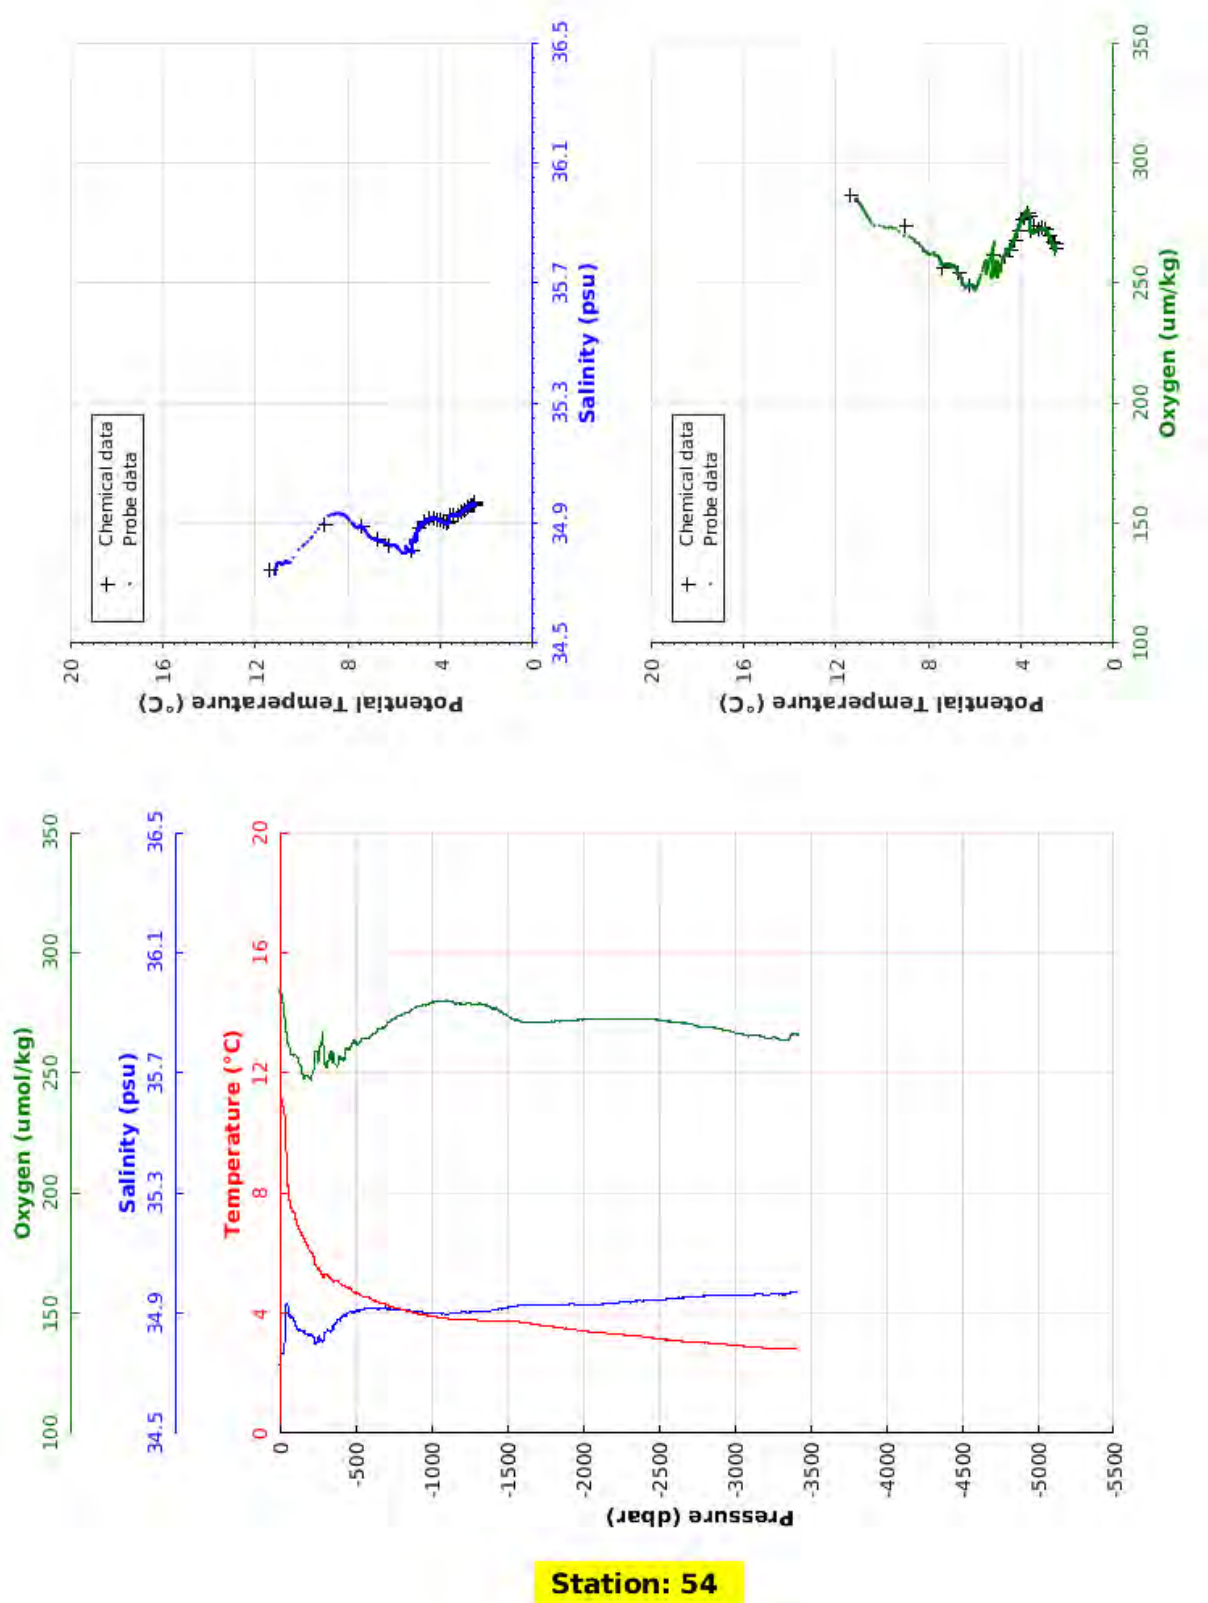 Station: 54
Oxygen (umol/kg)
100 150 200 250 300 350
Salinity (psu)
34.5 34.9 35.3 35.7 36.1 36.5
Temperature (°C)
0 4 8 12 16 20
Pressure (dbar)
0
-500
-1000
-1500
-2000
-2500
-3000
-3500
-4000
-4500
-5000
-5500
Potential Temperature (°C)
20
16
12
8
4
0
Chemical data
Probe data
34.5 34.9 35.3 35.7 36.1 36.5
Salinity (psu)
Potential Temperature (°C)
20
16
12
8
4
0
Chemical data
Probe data
100 150 200 250 300 350
Oxygen (um/kg)